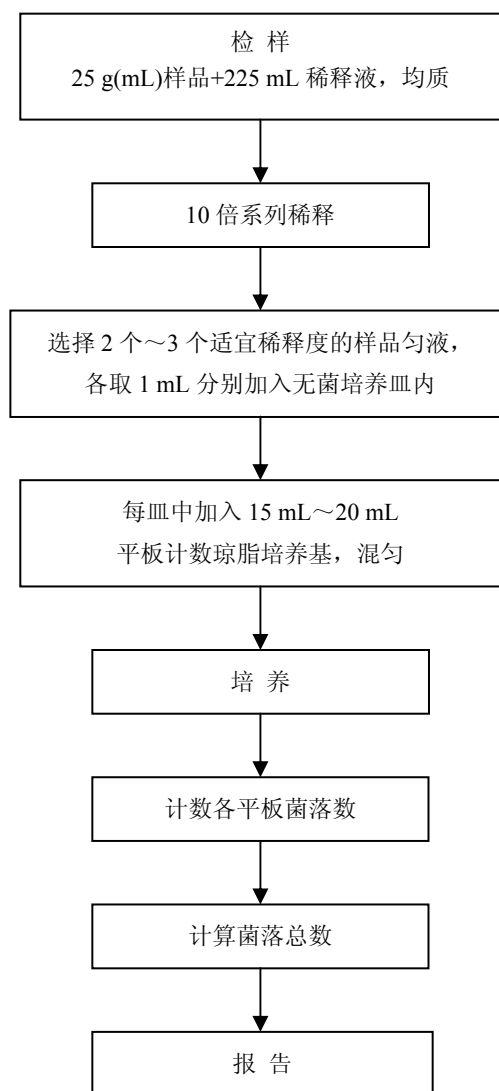 检 样
25 g(mL)样品+225 mL 稀释液，均质
10 倍系列稀释
选择 2 个～3 个适宜稀释度的样品匀液，
各取 1 mL 分别加入无菌培养皿内
每皿中加入 15 mL～20 mL
平板计数琼脂培养基，混匀
培 养
计数各平板菌落数
计算菌落总数
报 告